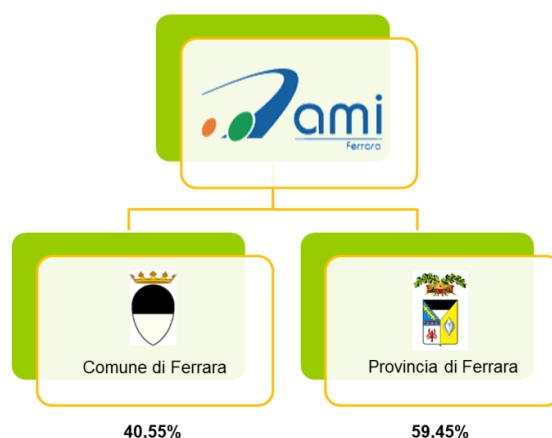 ami
Ferrara
Comune di Ferrara
Provincia di Ferrara
40.55%
59.45%